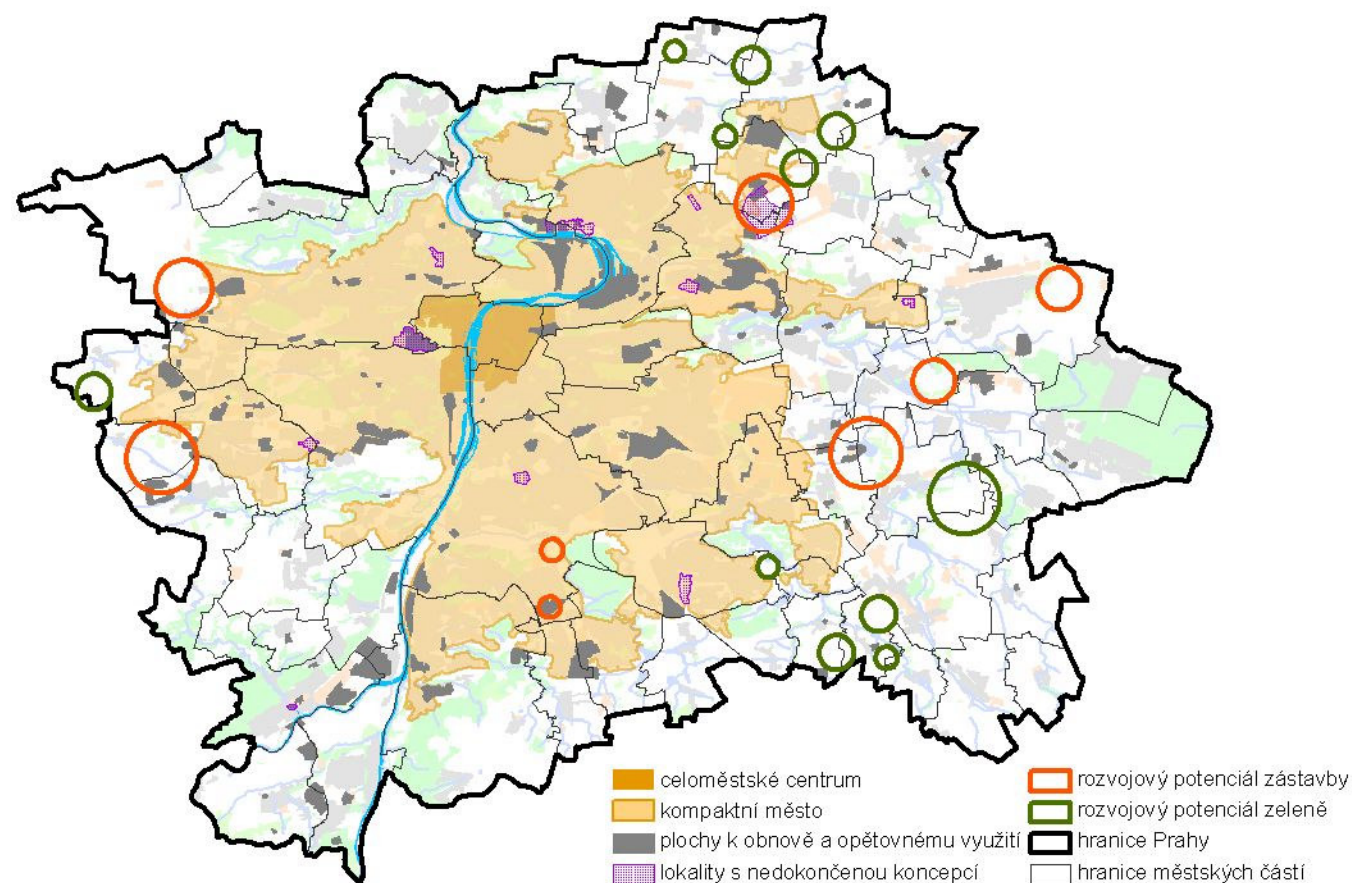 celoměstské centrum
kompaktní město
plochy k obnově a opětovnému využití
lokality s nedokončenou koncepcí
rozvojový potenciál zástavby
rozvojový potenciál zeleně
hranice Prahy
hranice městských částí